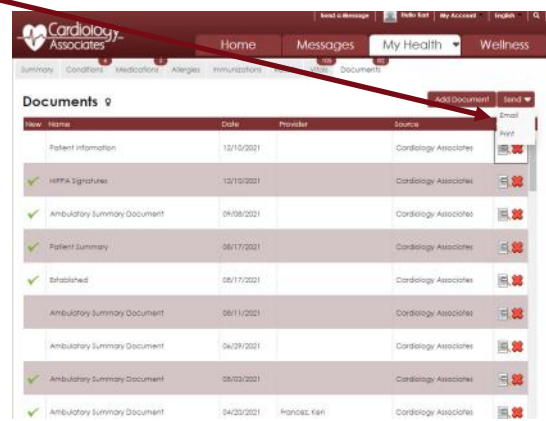 Send a Message Hello Kari My Account English
Cardiology
Associates
Home Messages My Health Wellness
Summary Conditions Medications Allergies Immunizations Vitals Documents
Documents
Add Document Send
Email
Print
New Name Date Provider Source
Patient Information 12/10/2021 Cardiology Associates
HIPPA Signatures 12/10/2021 Cardiology Associates
Ambulatory Summary Document 09/08/2021 Cardiology Associates
Patient Summary 08/17/2021 Cardiology Associates
Established 08/17/2021 Cardiology Associates
Ambulatory Summary Document 08/11/2021 Cardiology Associates
Ambulatory Summary Document 06/29/2021 Cardiology Associates
Ambulatory Summary Document Cardiology Associates
Ambulatory Summary Document 04/20/2021 Cardiology Associates